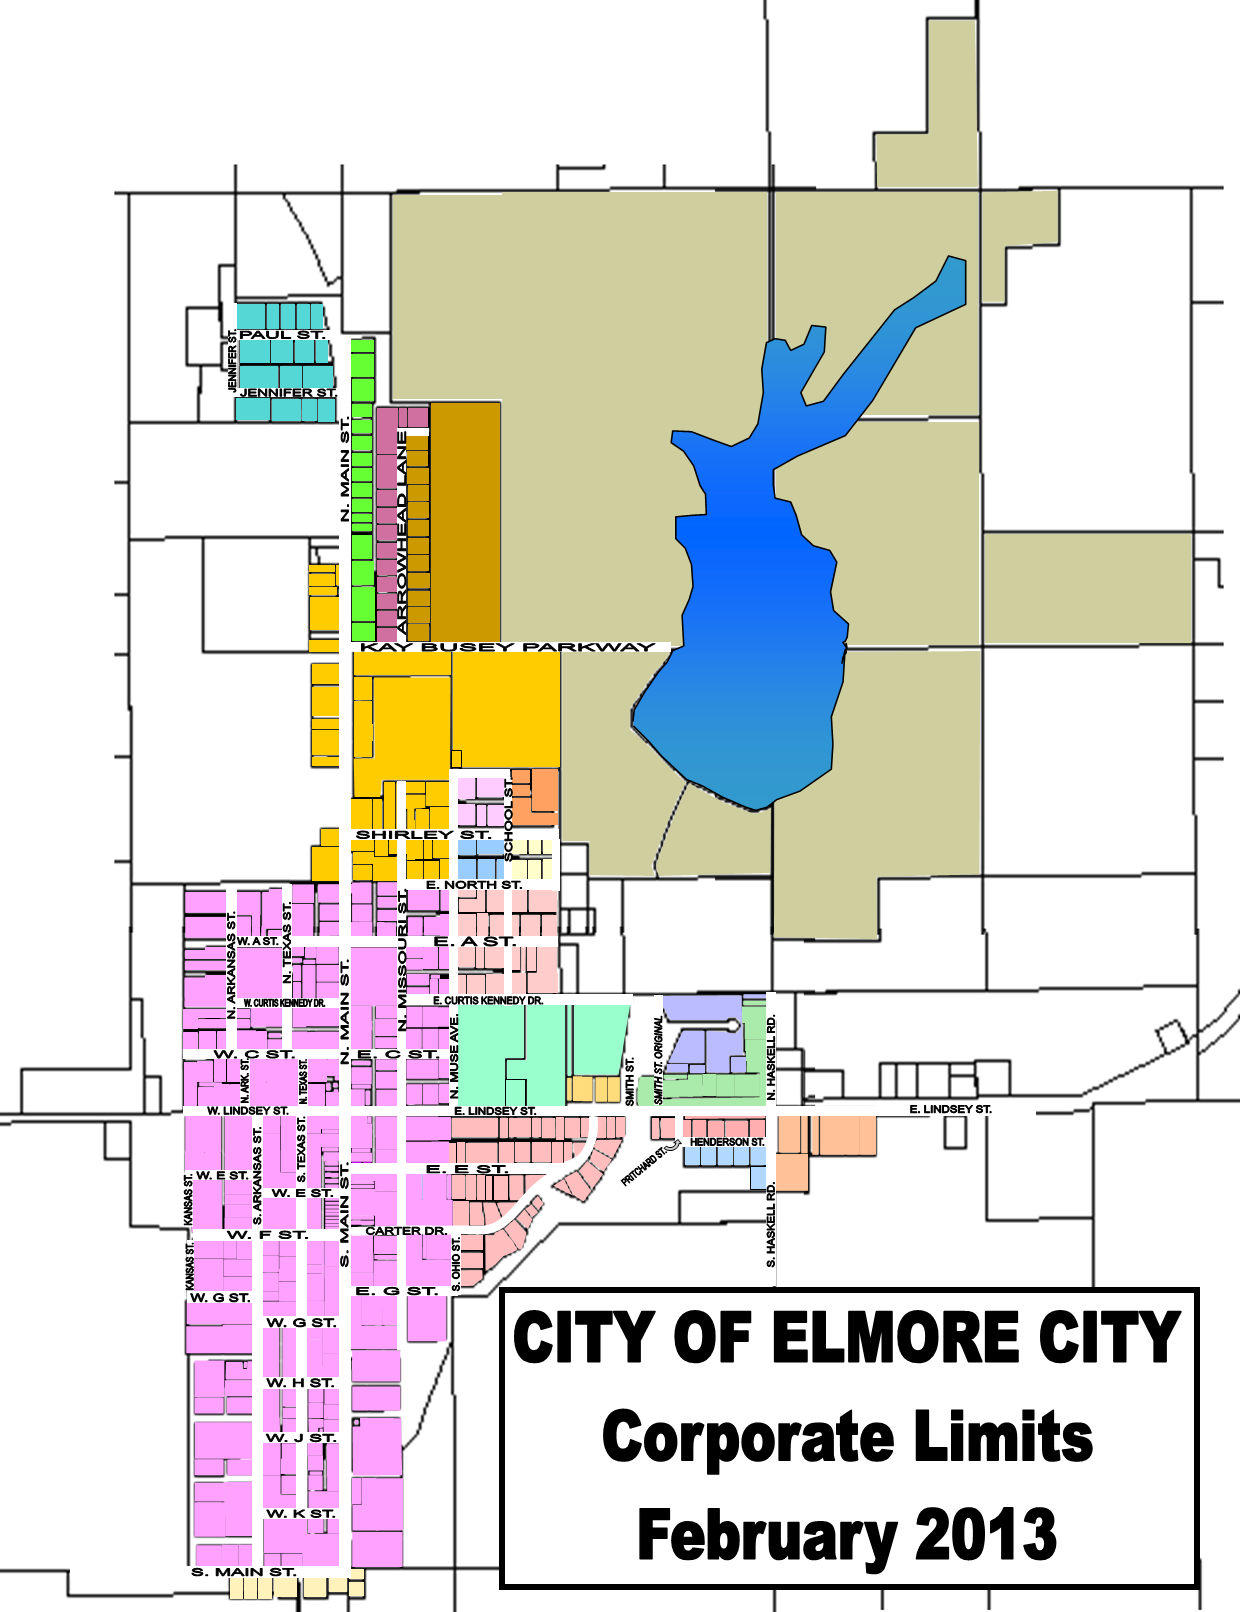 PAUL ST.
JENNIFER ST.
JENNIFER ST.
N. MAIN ST.
ARROWHEAD LANE
KAY BUSEY PARKWAY
SCHOOL ST.
SHIRLEY ST.
E. NORTH ST.
N. ARKANSAS ST.
N. TEXAS ST.
N. MISSOURI ST.
W. A ST.
E. A ST.
N. MAIN ST.
W. CURTIS KENNEDY DR.
E. CURTIS KENNEDY DR.
N. MUSE AVE.
SMITH ST.
SMITH ST. ORIGINAL
N. HASKELL RD.
W. C ST.
E. C ST.
N. ARK. ST.
N. TEXAS ST.
W. LINDSEY ST.
E. LINDSEY ST.
E. LINDSEY ST.
S. ARKANSAS ST.
S. TEXAS ST.
HENDERSON ST.
PRITCHARD ST.
W. E ST.
E. E ST.
KANSAS ST.
W. E ST.
S. MAIN ST.
S. HASKELL RD.
W. F ST.
CARTER DR.
KANSAS ST.
S. OHIO ST.
W. G ST.
E. G ST.
W. G ST.
W. H ST.
W. J ST.
W. K ST.
S. MAIN ST.
CITY OF ELMORE CITY
Corporate Limits
February 2013